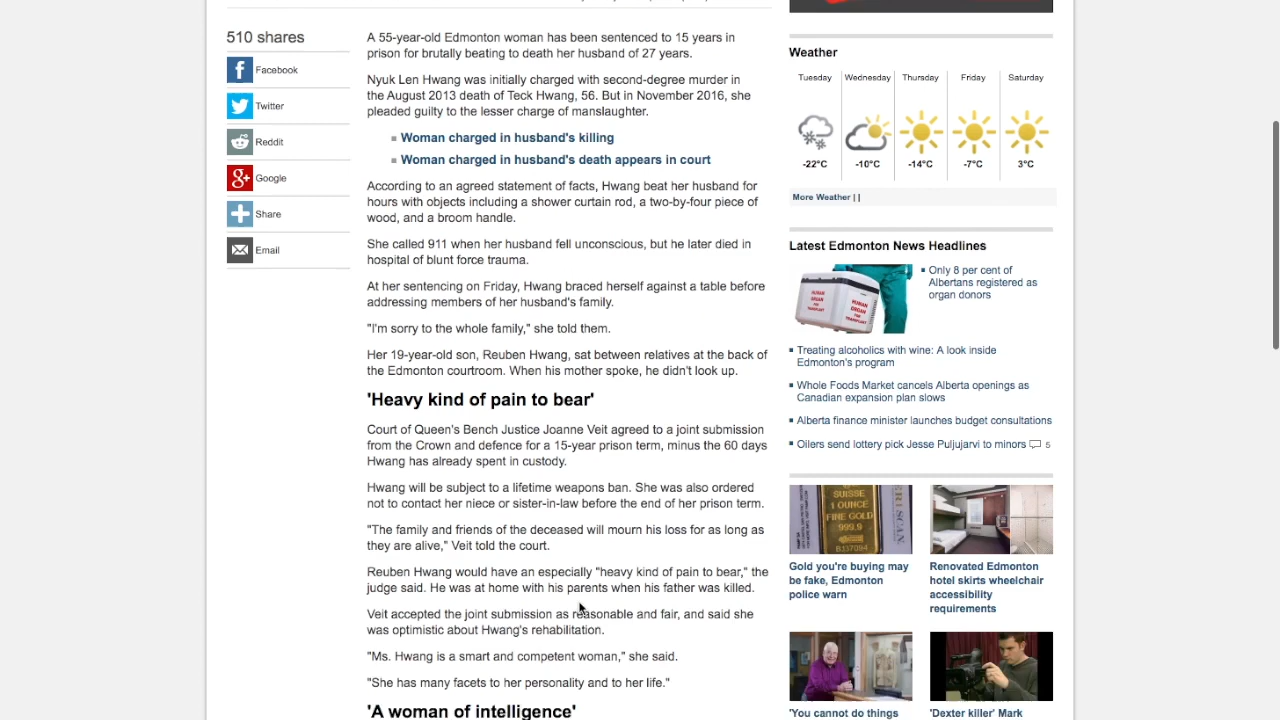 510 shares
Facebook
Twitter
Reddit
Google
Share
Email
A 55-year-old Edmonton woman has been sentenced to 15 years in
prison for brutally beating to death her husband of 27 years.
Nyuk Len Hwang was initially charged with second-degree murder in
the August 2013 death of Teck Hwang, 56. But in November 2016, she
pleaded guilty to the lesser charge of manslaughter.
Woman charged in husband's killing
Woman charged in husband's death appears in court
According to an agreed statement of facts, Hwang beat her husband for
hours with objects including a shower curtain rod, a two-by-four piece of
wood, and a broom handle.
She called 911 when her husband fell unconscious, but he later died in
hospital of blunt force trauma.
At her sentencing on Friday, Hwang braced herself against a table before
addressing members of her husband's family.
"I'm sorry to the whole family," she told them.
Her 19-year-old son, Reuben Hwang, sat between relatives at the back of
the Edmonton courtroom. When his mother spoke, he didn't look up.
'Heavy kind of pain to bear'
Court of Queen's Bench Justice Joanne Veit agreed to a joint submission
from the Crown and defence for a 15-year prison term, minus the 60 days
Hwang has already spent in custody.
Hwang will be subject to a lifetime weapons ban. She was also ordered
not to contact her niece or sister-in-law before the end of her prison term.
"The family and friends of the deceased will mourn his loss for as long as
they are alive," Veit told the court.
Reuben Hwang would have an especially "heavy kind of pain to bear," the
judge said. He was at home with his parents when his father was killed.
Veit accepted the joint submission as reasonable and fair, and said she
was optimistic about Hwang's rehabilitation.
"Ms. Hwang is a smart and competent woman," she said.
"She has many facets to her personality and to her life."
'A woman of intelligence'
Weather
Tuesday Wednesday Thursday Friday Saturday
-22°C -10°C -14°C -7°C 3°C
More Weather | |
Latest Edmonton News Headlines
HUMAN ORGAN FOR TRANSPLANT
HUMAN ORGAN FOR TRANSPLANT
Only 8 per cent of
Albertans registered as
organ donors
Treating alcoholics with wine: A look inside
Edmonton's program
Whole Foods Market cancels Alberta openings as
Canadian expansion plan slows
Alberta finance minister launches budget consultations
Oilers send lottery pick Jesse Puljujarvi to minors 5
SUISSE
1 OUNCE
FINE GOLD
999.9
B337094
Gold you're buying may
be fake, Edmonton
police warn
Renovated Edmonton
hotel skirts wheelchair
accessibility
requirements
'You cannot do things
'Dexter killer' Mark